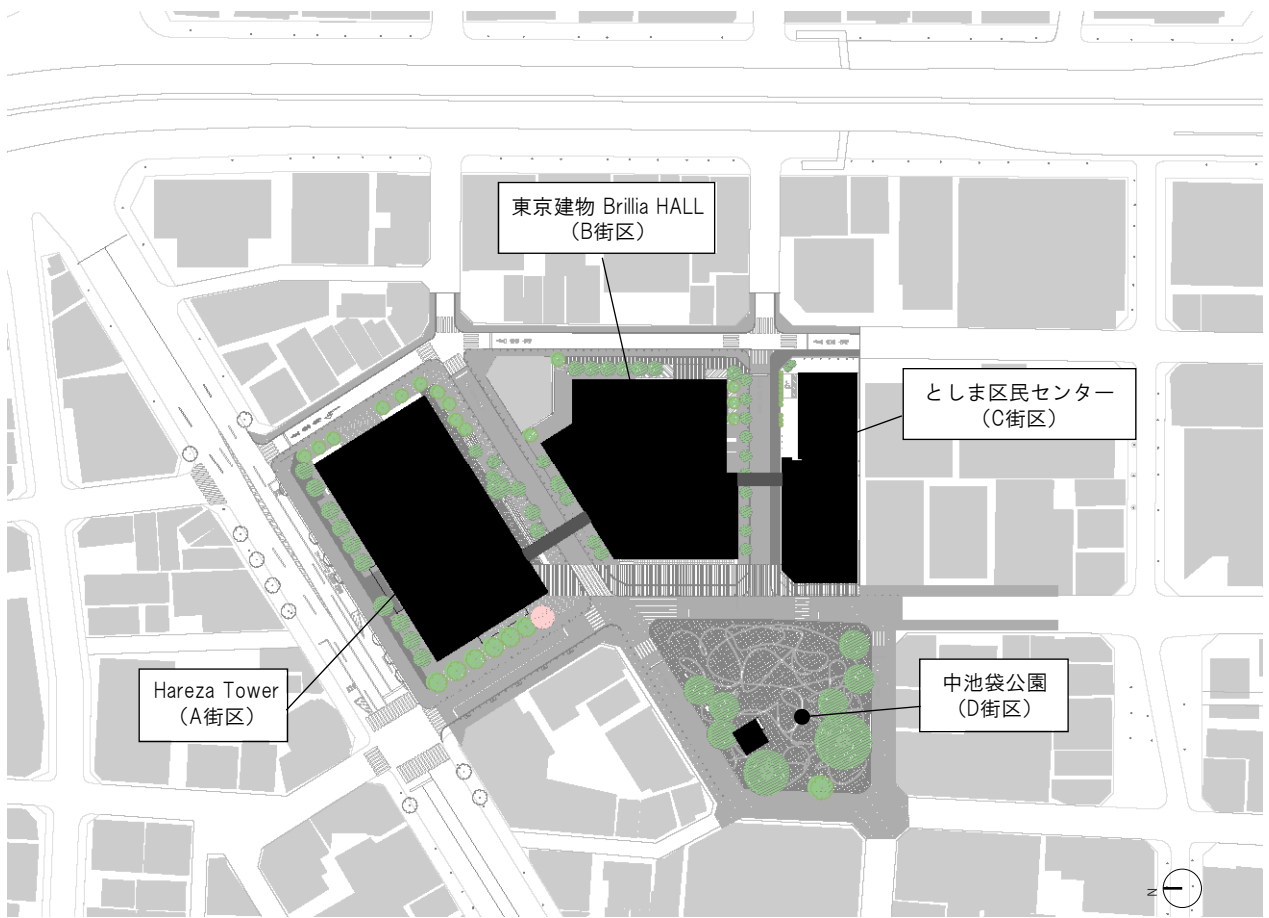 東京建物 Brillia HALL
(B街区)
としま区民センター
(C街区)
Hareza Tower
(A街区)
中池袋公園
(D街区)
N